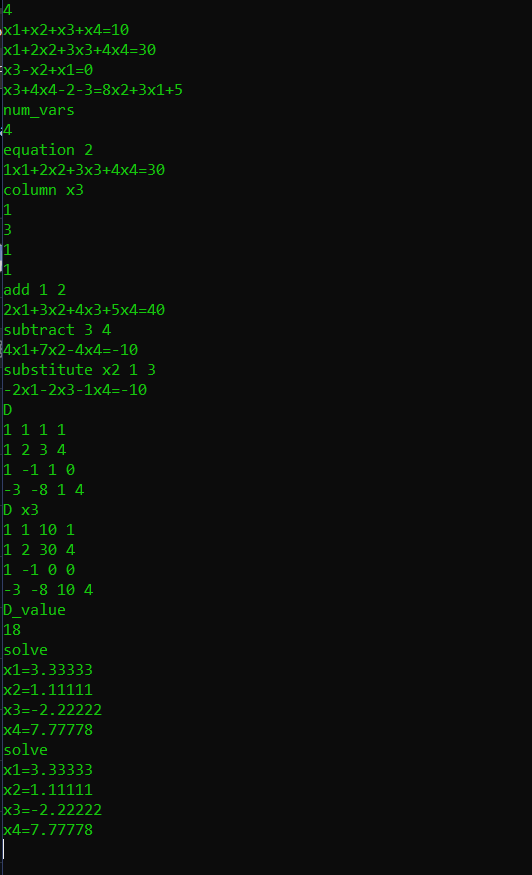 4
x1+x2+x3+x4=10
x1+2x2+3x3+4x4=30
x3-x2+x1=0
x3+4x4-2-3=8x2+3x1+5
num_vars
4
equation 2
1x1+2x2+3x3+4x4=30
column x3
1
3
1
1
add 1 2
2x1+3x2+4x3+5x4=40
subtract 3 4
4x1+7x2-4x4=-10
substitute x2 1 3
-2x1-2x3-1x4=-10
D
1 1 1 1
1 2 3 4
1 -1 1 0
-3 -8 1 4
D x3
1 1 10 1
1 2 30 4
1 -1 0 0
-3 -8 10 4
D_value
18
solve
x1=3.33333
x2=1.11111
x3=-2.22222
x4=7.77778
solve
x1=3.33333
x2=1.11111
x3=-2.22222
x4=7.77778